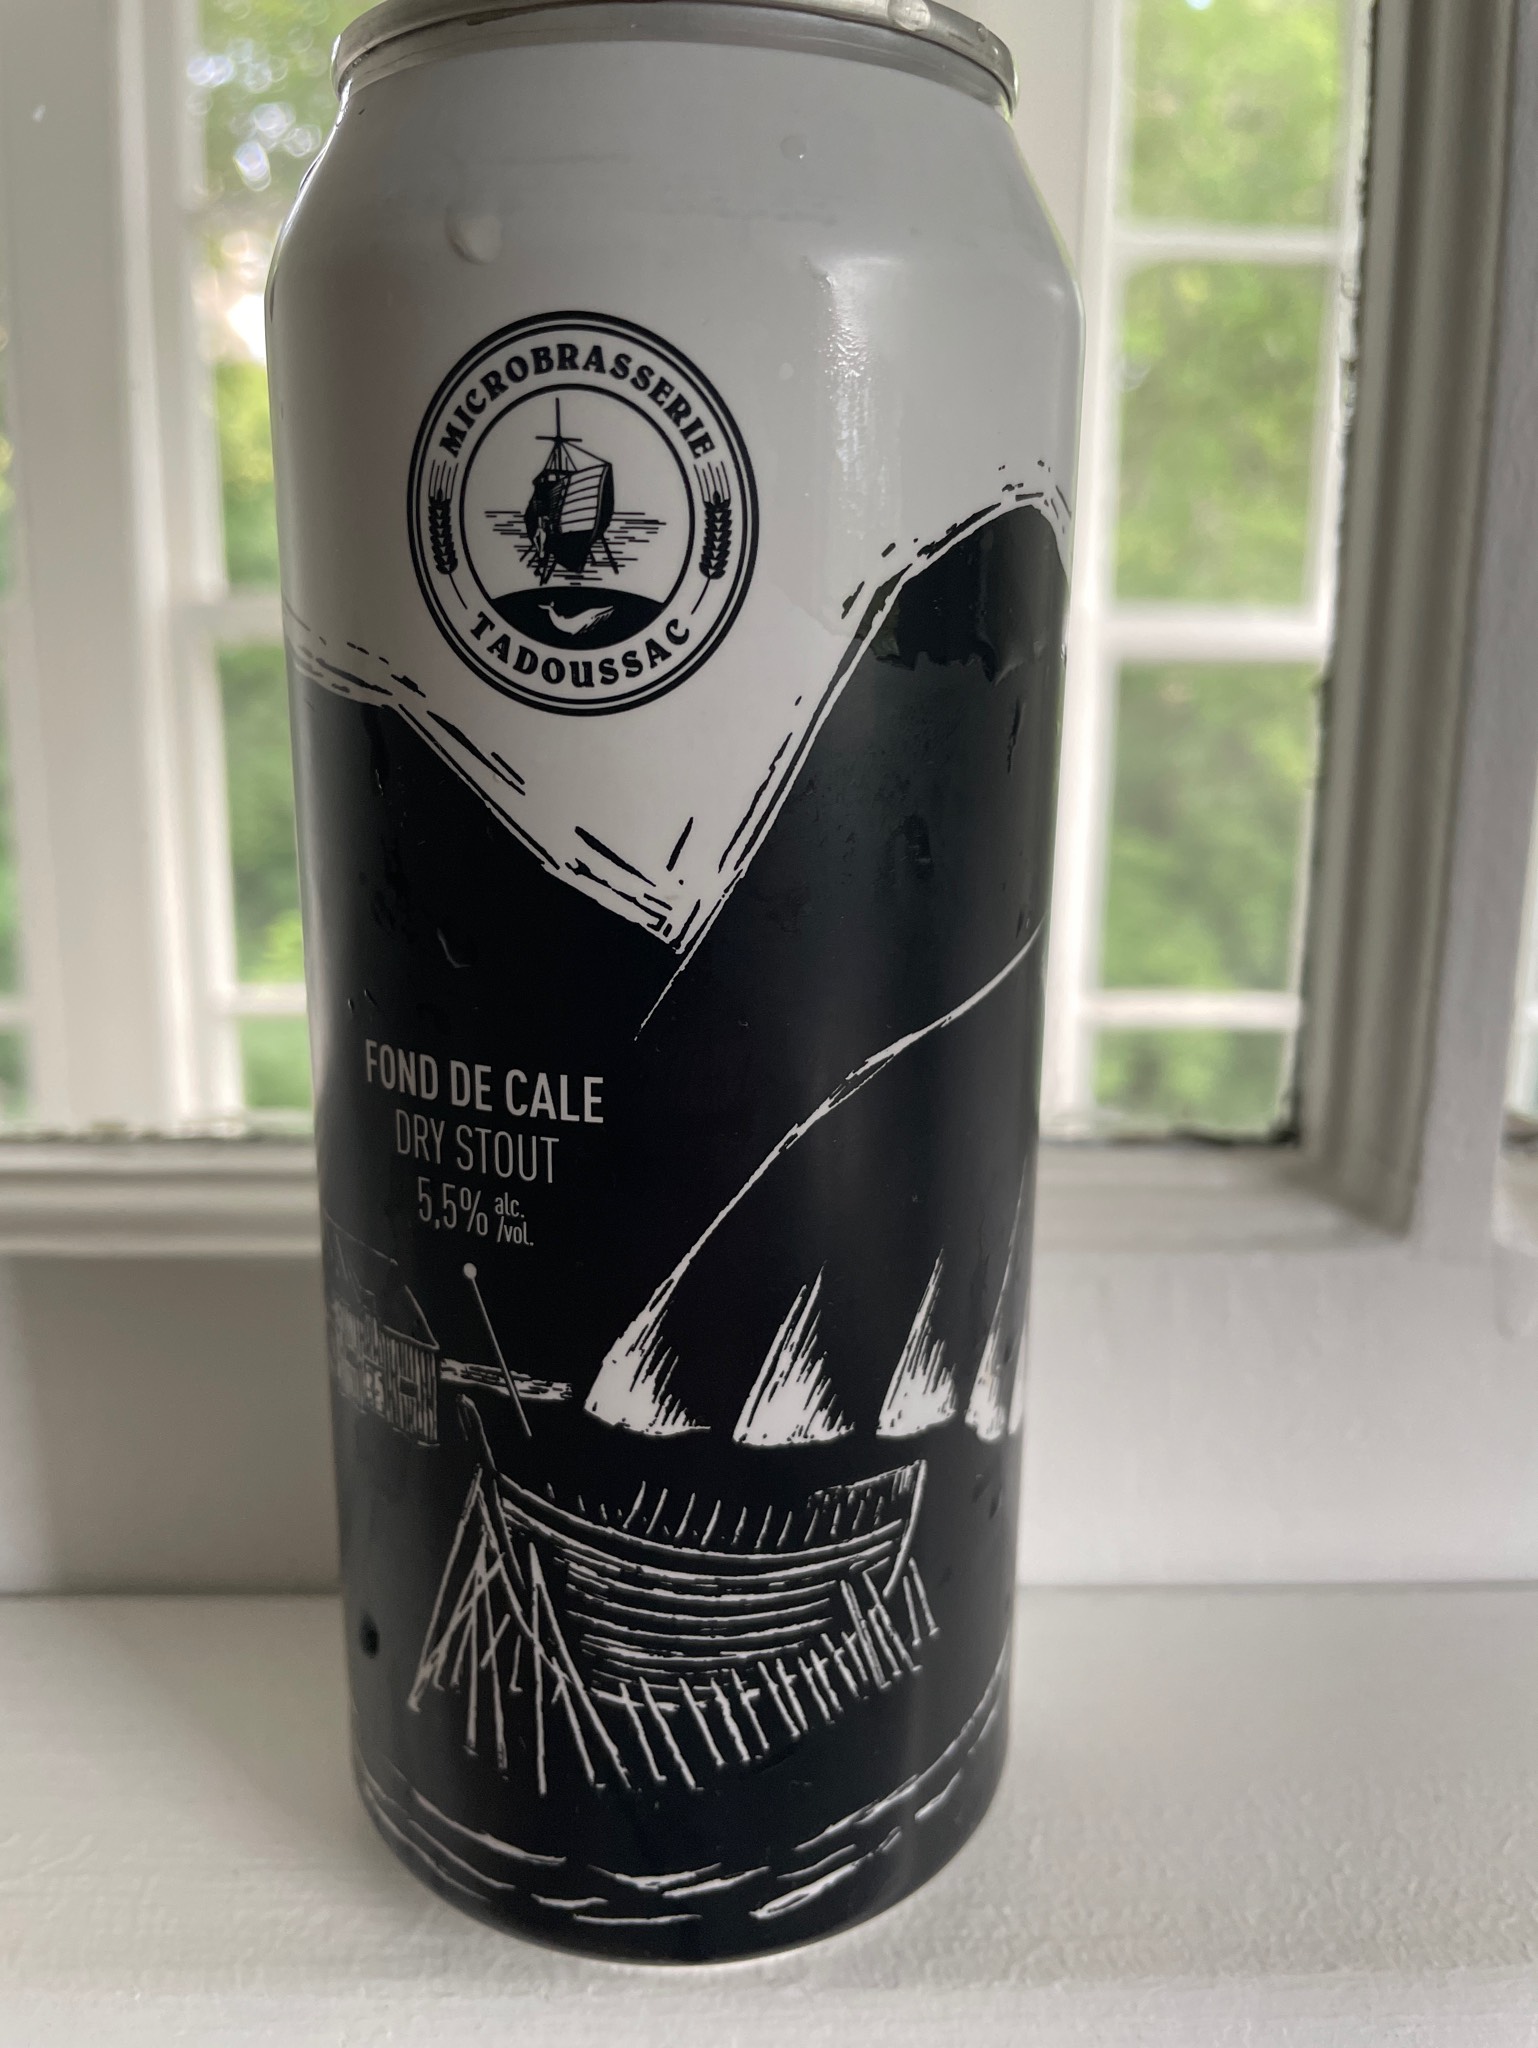 MICROBRASSERIE
TADOUSSAC
FOND DE CALE
DRY STOUT
5,5% alc./vol.